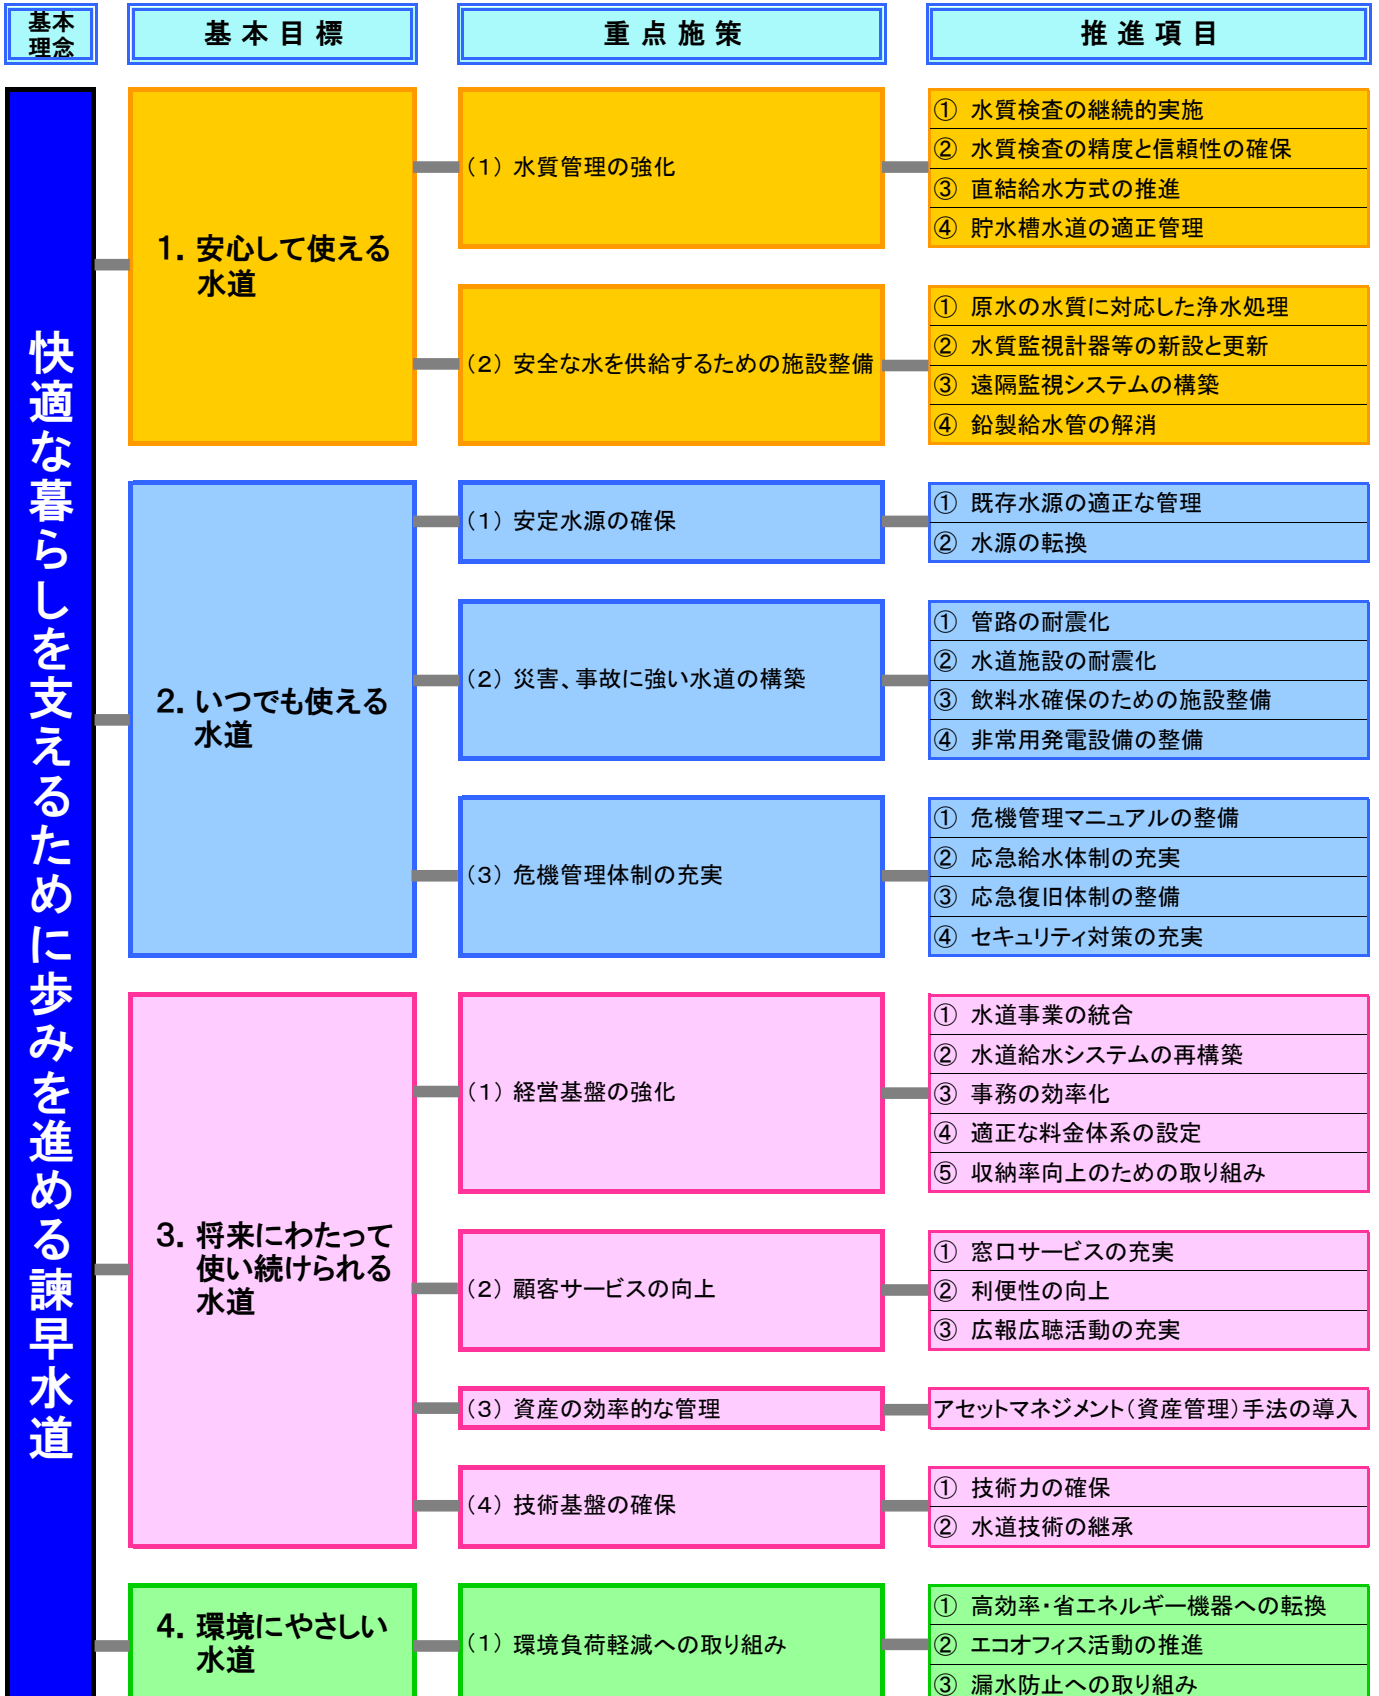 基本
理念
基本目標
重点施策
推進項目
快適な暮らしを支えるために歩みを進める諫早水道
1. 安心して使える
水道
(1) 水質管理の強化
① 水質検査の継続的実施
② 水質検査の精度と信頼性の確保
③ 直結給水方式の推進
④ 貯水槽水道の適正管理
(2) 安全な水を供給するための施設整備
① 原水の水質に対応した浄水処理
② 水質監視計器等の新設と更新
③ 遠隔監視システムの構築
④ 鉛製給水管の解消
2. いつでも使える
水道
(1) 安定水源の確保
① 既存水源の適正な管理
② 水源の転換
(2) 災害、事故に強い水道の構築
① 管路の耐震化
② 水道施設の耐震化
③ 飲料水確保のための施設整備
④ 非常用発電設備の整備
(3) 危機管理体制の充実
① 危機管理マニュアルの整備
② 応急給水体制の充実
③ 応急復旧体制の整備
④ セキュリティ対策の充実
3. 将来にわたって
使い続けられる
水道
(1) 経営基盤の強化
① 水道事業の統合
② 水道給水システムの再構築
③ 事務の効率化
④ 適正な料金体系の設定
⑤ 収納率向上のための取り組み
(2) 顧客サービスの向上
① 窓口サービスの充実
② 利便性の向上
③ 広報広聴活動の充実
(3) 資産の効率的な管理
アセットマネジメント(資産管理)手法の導入
(4) 技術基盤の確保
① 技術力の確保
② 水道技術の継承
4. 環境にやさしい
水道
(1) 環境負荷軽減への取り組み
① 高効率・省エネルギー機器への転換
② エコオフィス活動の推進
③ 漏水防止への取り組み